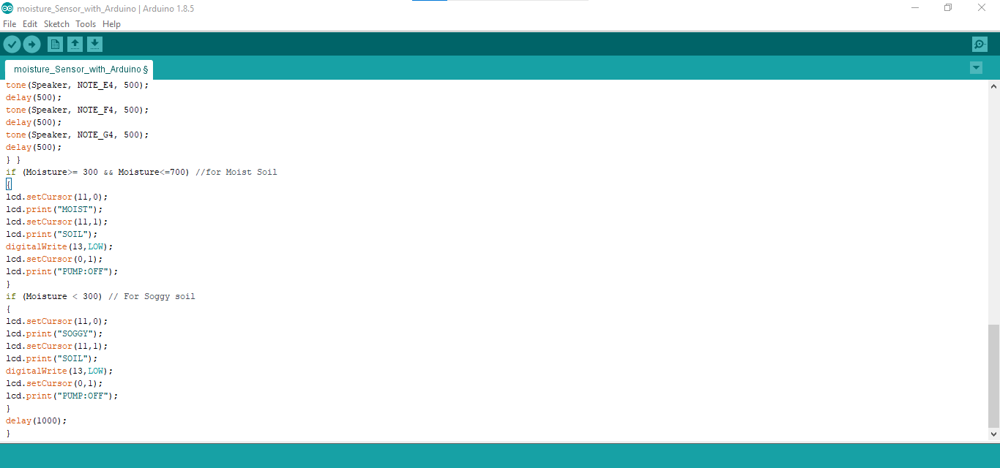 moisture_Sensor_with_Arduino | Arduino 1.8.5
File Edit Sketch Tools Help
moisture_Sensor_with_Arduino §
tone(Speaker, NOTE_E4, 500);
delay(500);
tone(Speaker, NOTE_F4, 500);
delay(500);
tone(Speaker, NOTE_G4, 500);
delay(500);
} }
if (Moisture>= 300 && Moisture<=700) //for Moist Soil
{
lcd.setCursor(11,0);
lcd.print("MOIST");
lcd.setCursor(11,1);
lcd.print("SOIL");
digitalWrite(13,LOW);
lcd.setCursor(0,1);
lcd.print("PUMP:OFF");
}
if (Moisture < 300) // For Soggy soil
{
lcd.setCursor(11,0);
lcd.print("SOGGY");
lcd.setCursor(11,1);
lcd.print("SOIL");
digitalWrite(13,LOW);
lcd.setCursor(0,1);
lcd.print("PUMP:OFF");
}
delay(1000);
}